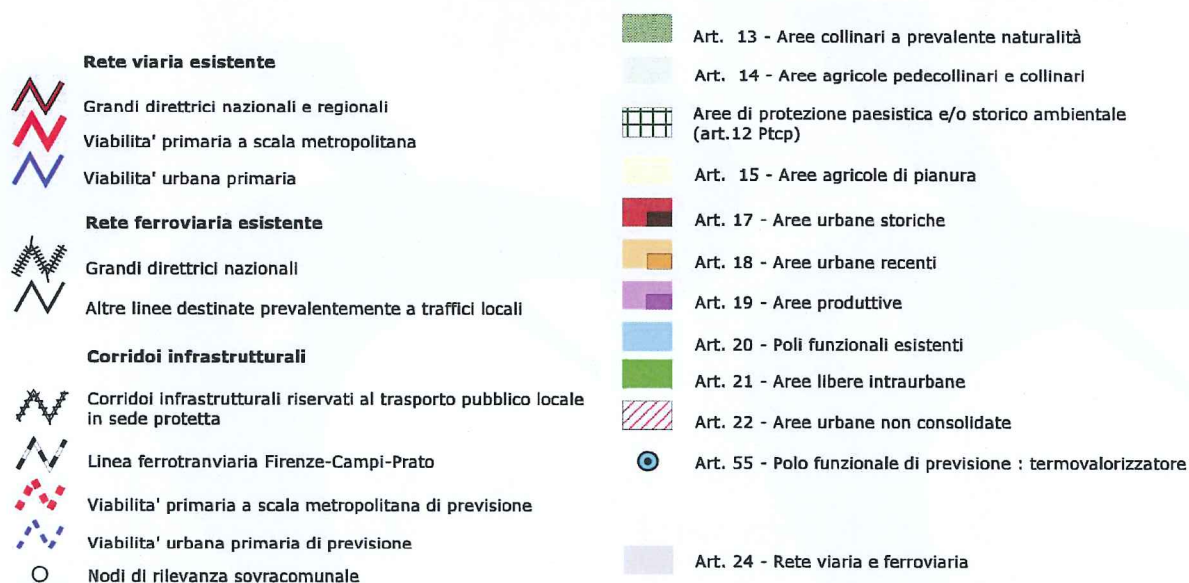 Rete viaria esistente
Grandi direttrici nazionali e regionali
Viabilita' primaria a scala metropolitana
Viabilita' urbana primaria
Rete ferroviaria esistente
Grandi direttrici nazionali
Altre linee destinate prevalentemente a traffici locali
Corridoi infrastrutturali
Corridoi infrastrutturali riservati al trasporto pubblico locale
in sede protetta
Linea ferrotranviaria Firenze-Campi-Prato
Viabilita' primaria a scala metropolitana di previsione
Viabilita' urbana primaria di previsione
Nodi di rilevanza sovracomunale
Art. 13 - Aree collinari a prevalente naturalità
Art. 14 - Aree agricole pedecollinari e collinari
Aree di protezione paesistica e/o storico ambientale
(art.12 Ptcp)
Art. 15 - Aree agricole di pianura
Art. 17 - Aree urbane storiche
Art. 18 - Aree urbane recenti
Art. 19 - Aree produttive
Art. 20 - Poli funzionali esistenti
Art. 21 - Aree libere intraurbane
Art. 22 - Aree urbane non consolidate
Art. 55 - Polo funzionale di previsione : termovalorizzatore
Art. 24 - Rete viaria e ferroviaria